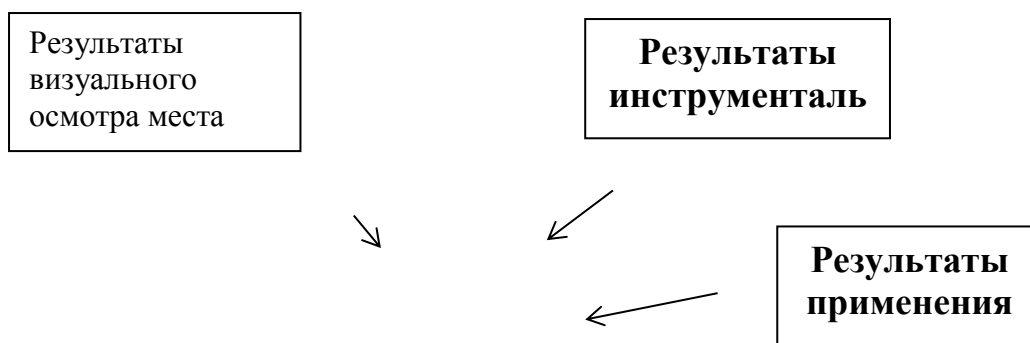 Результаты
визуального
осмотра места
Результаты
инструменталь
Результаты
применения